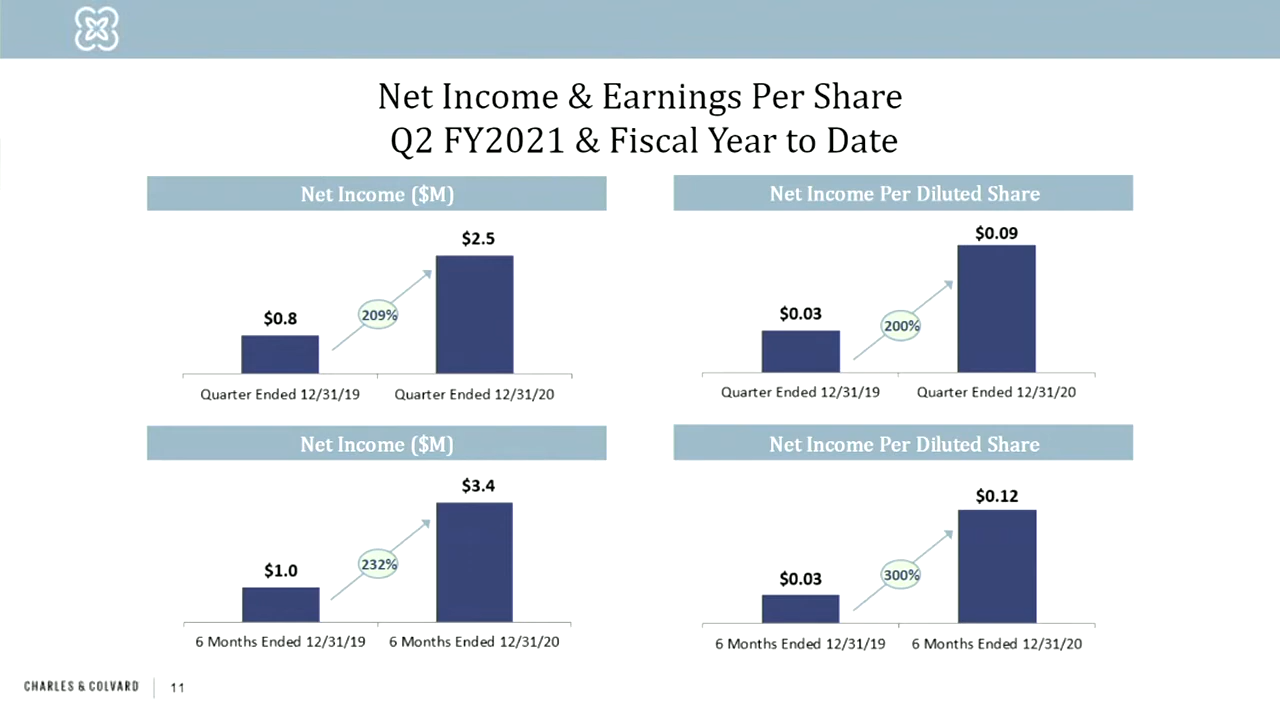 Net Income & Earnings Per Share
Q2 FY2021 & Fiscal Year to Date
Net Income ($M)
$0.8
209%
$2.5
Quarter Ended 12/31/19
Quarter Ended 12/31/20
Net Income Per Diluted Share
$0.03
200%
$0.09
Quarter Ended 12/31/19
Quarter Ended 12/31/20
Net Income ($M)
$1.0
232%
$3.4
6 Months Ended 12/31/19
6 Months Ended 12/31/20
Net Income Per Diluted Share
$0.03
300%
$0.12
6 Months Ended 12/31/19
6 Months Ended 12/31/20
CHARLES & COLVARD
11